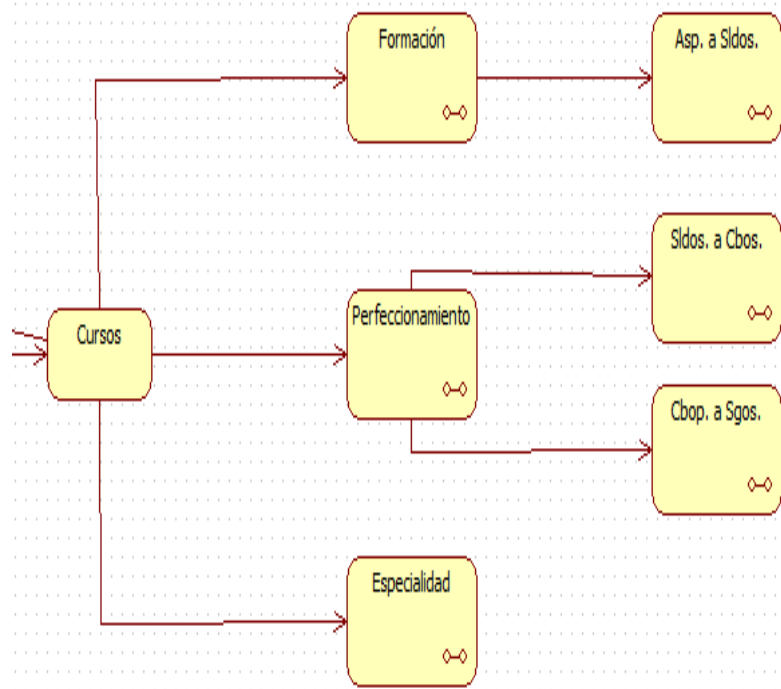 Formación
Asp. a Sldos.
Sldos. a Cbos.
Cursos
Perfeccionamiento
Cbop. a Sgos.
Especialidad